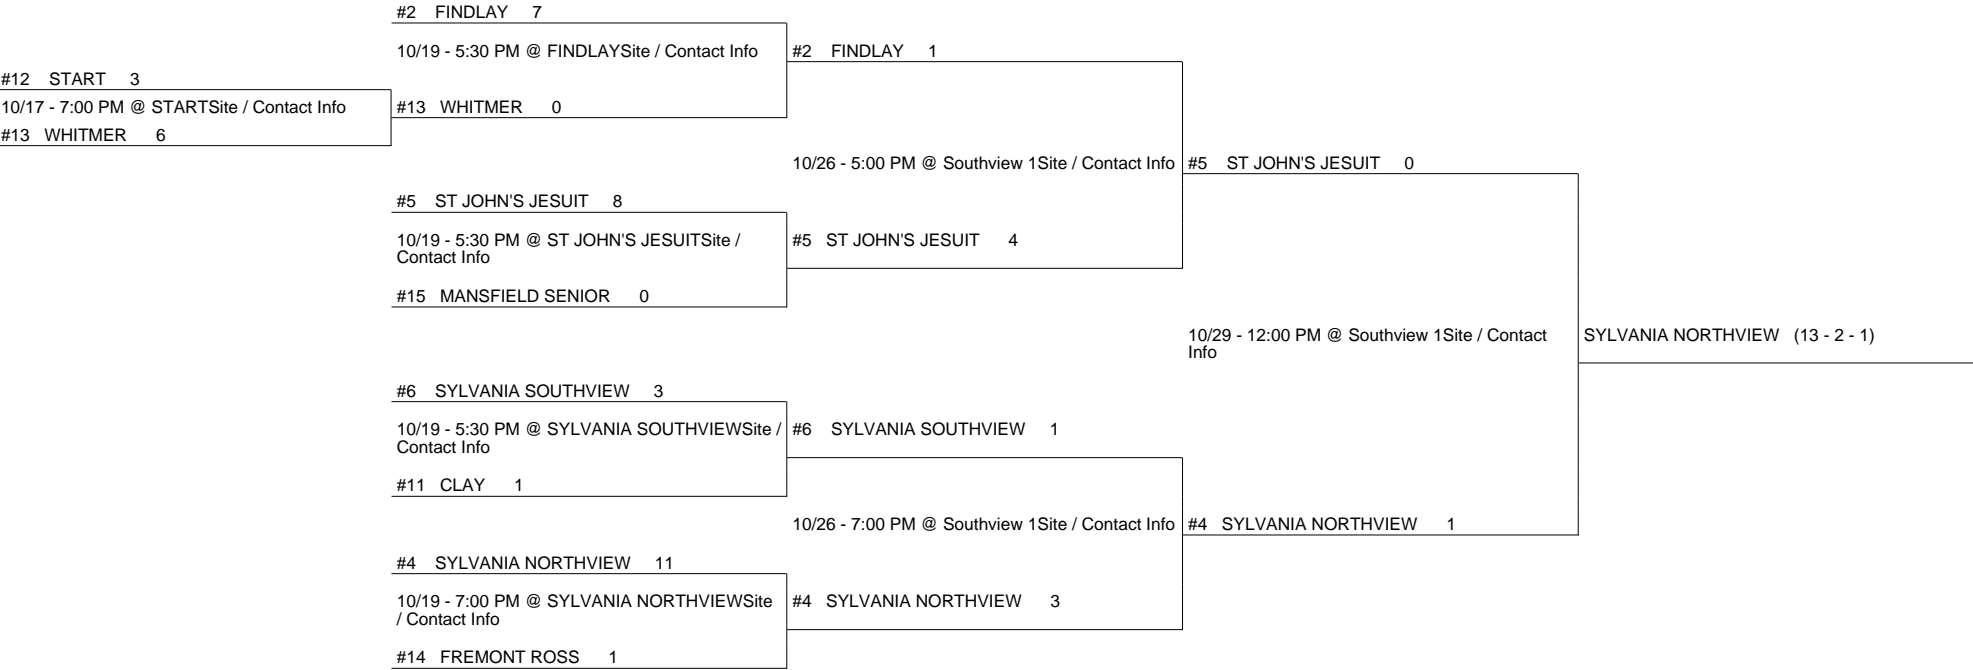 #2 FINDLAY 7
10/19 - 5:30 PM @ FINDLAYSite / Contact Info
#2 FINDLAY 1
#12 START 3
10/17 - 7:00 PM @ STARTSite / Contact Info
#13 WHITMER 0
#13 WHITMER 6
10/26 - 5:00 PM @ Southview 1Site / Contact Info
#5 ST JOHN'S JESUIT 0
#5 ST JOHN'S JESUIT 8
10/19 - 5:30 PM @ ST JOHN'S JESUITSite /
Contact Info
#5 ST JOHN'S JESUIT 4
#15 MANSFIELD SENIOR 0
10/29 - 12:00 PM @ Southview 1Site / Contact
Info
SYLVANIA NORTHVIEW (13 - 2 - 1)
#6 SYLVANIA SOUTHVIEW 3
10/19 - 5:30 PM @ SYLVANIA SOUTHVIEWSite /
Contact Info
#6 SYLVANIA SOUTHVIEW 1
#11 CLAY 1
10/26 - 7:00 PM @ Southview 1Site / Contact Info
#4 SYLVANIA NORTHVIEW 1
#4 SYLVANIA NORTHVIEW 11
10/19 - 7:00 PM @ SYLVANIA NORTHVIEWSite
/ Contact Info
#4 SYLVANIA NORTHVIEW 3
#14 FREMONT ROSS 1